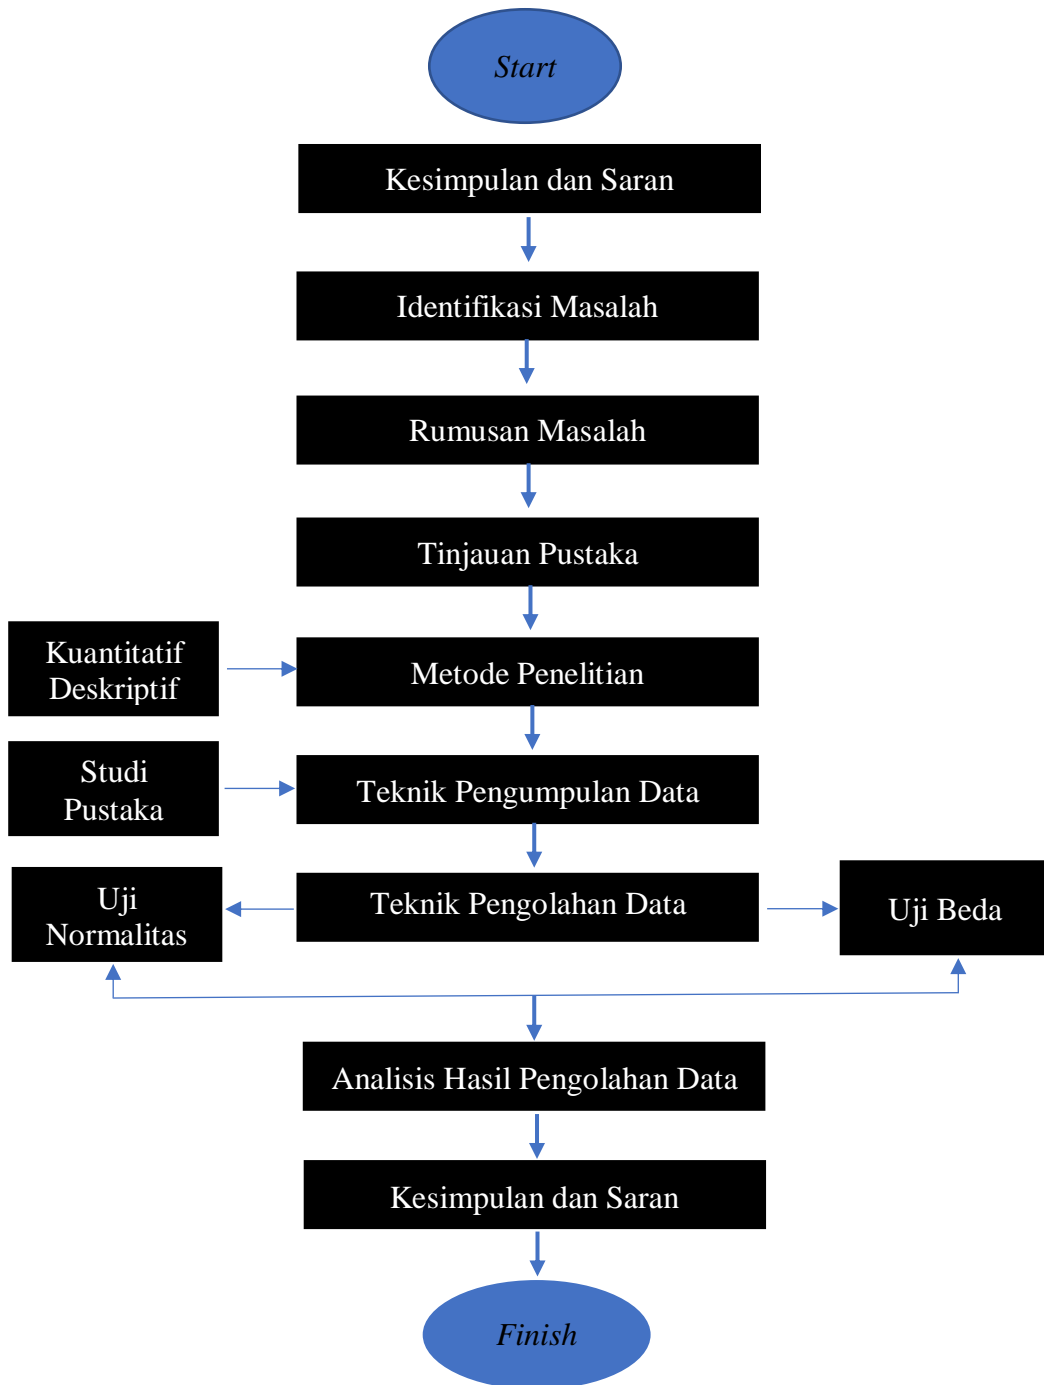 Start
Kesimpulan dan Saran
Identifikasi Masalah
Rumusan Masalah
Tinjauan Pustaka
Kuantitatif
Deskriptif
Metode Penelitian
Studi
Pustaka
Teknik Pengumpulan Data
Uji
Normalitas
Teknik Pengolahan Data
Uji Beda
Analisis Hasil Pengolahan Data
Kesimpulan dan Saran
Finish